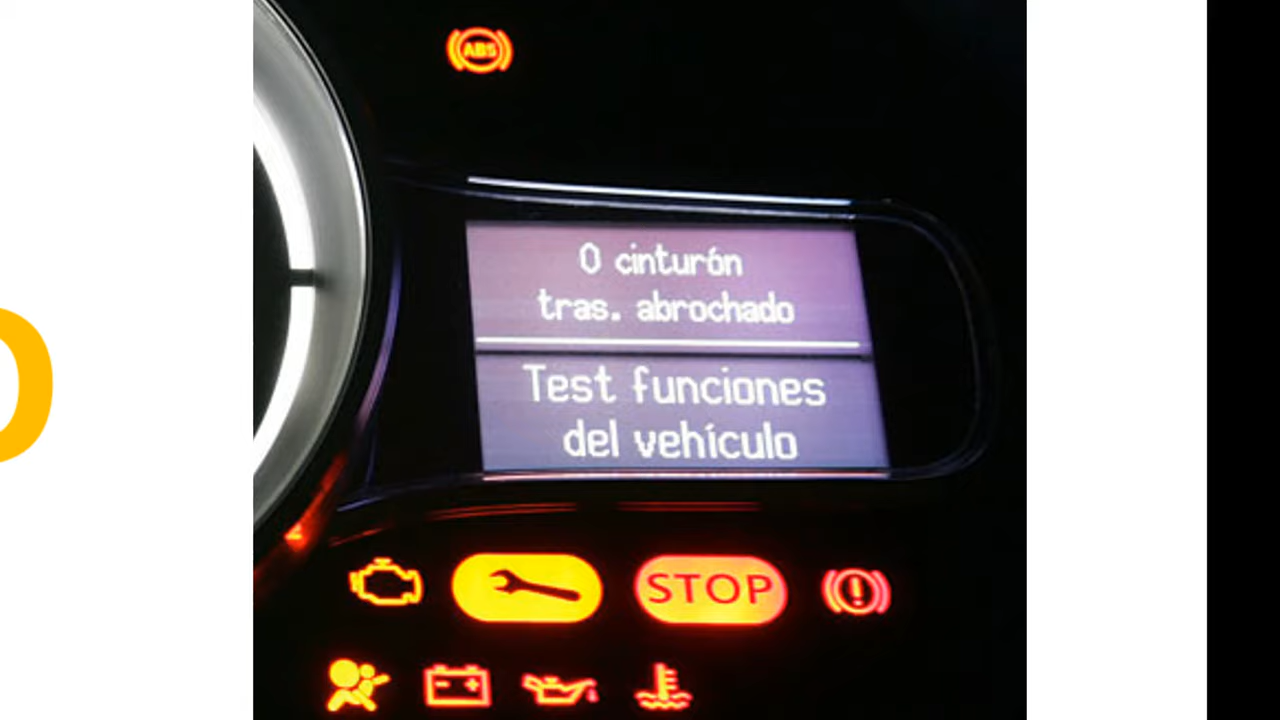 ABS
0 cinturón
tras. abrochado
Test funciones
del vehículo
STOP